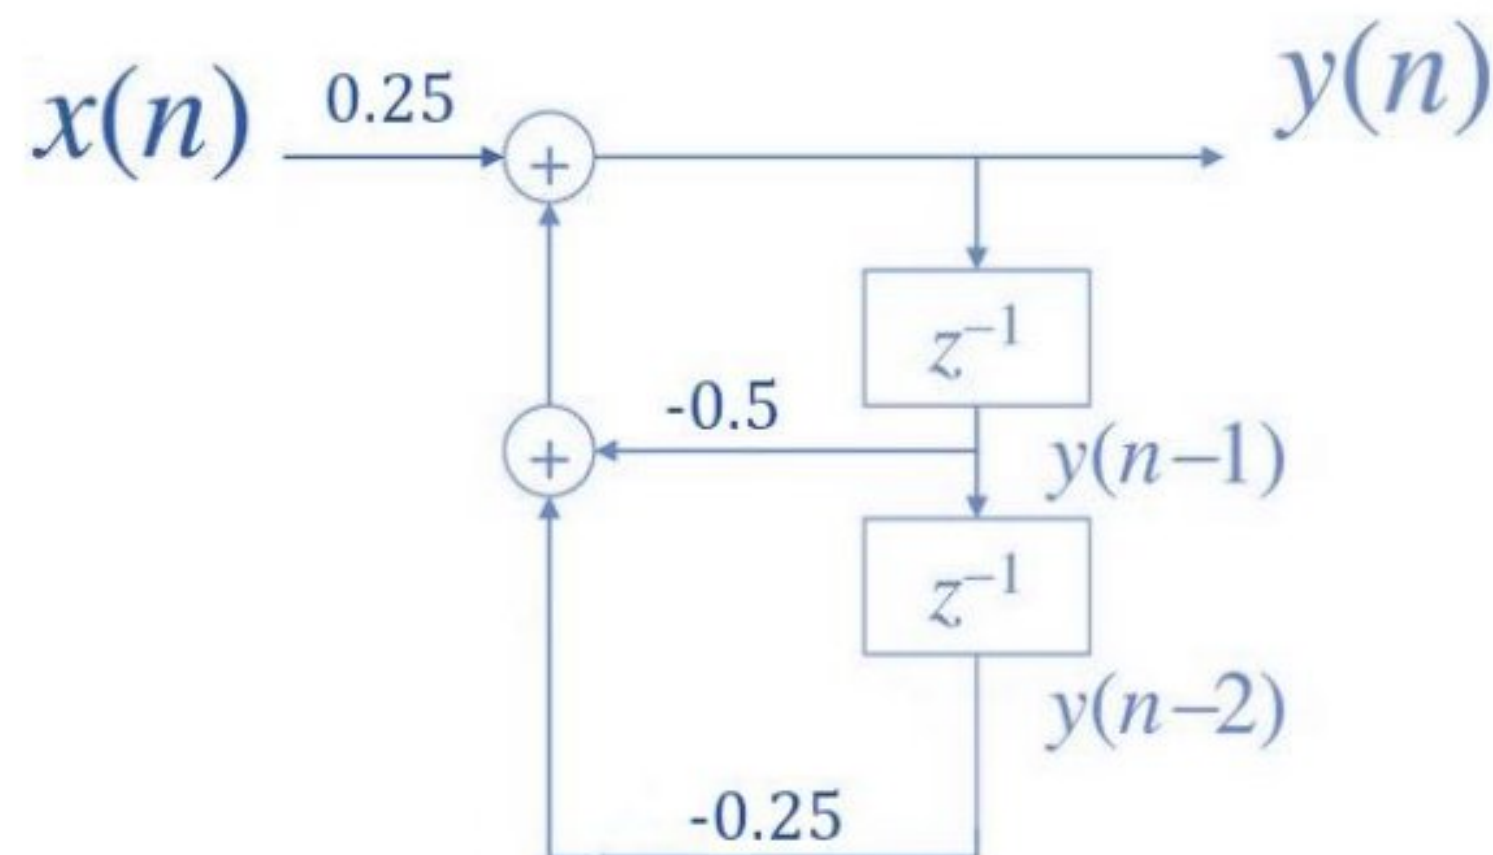 x(n) 0.25 y(n)
+
z⁻¹
-0.5
+
y(n−1)
z⁻¹
y(n−2)
-0.25